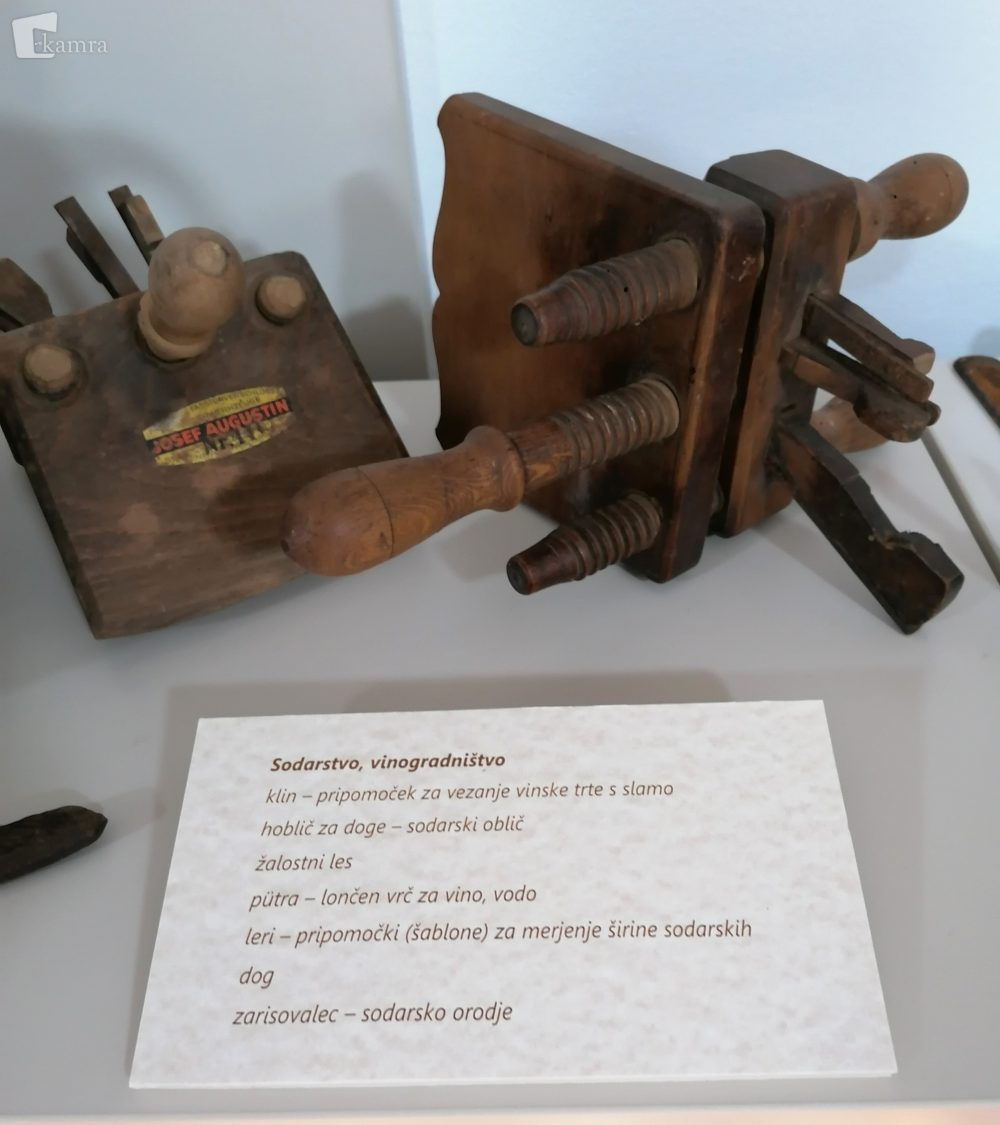 kamra
JOSEF AUGUSTIN
Sodarstvo, vinogradništvo
klin – pripomoček za vezanje vinske trte s slamo
hoblič za doge – sodarski oblič
žalostni les
pütra – lončen vrč za vino, vodo
leri – pripomočki (šablone) za merjenje širine sodarskih
dog
zarisovalec – sodarsko orodje